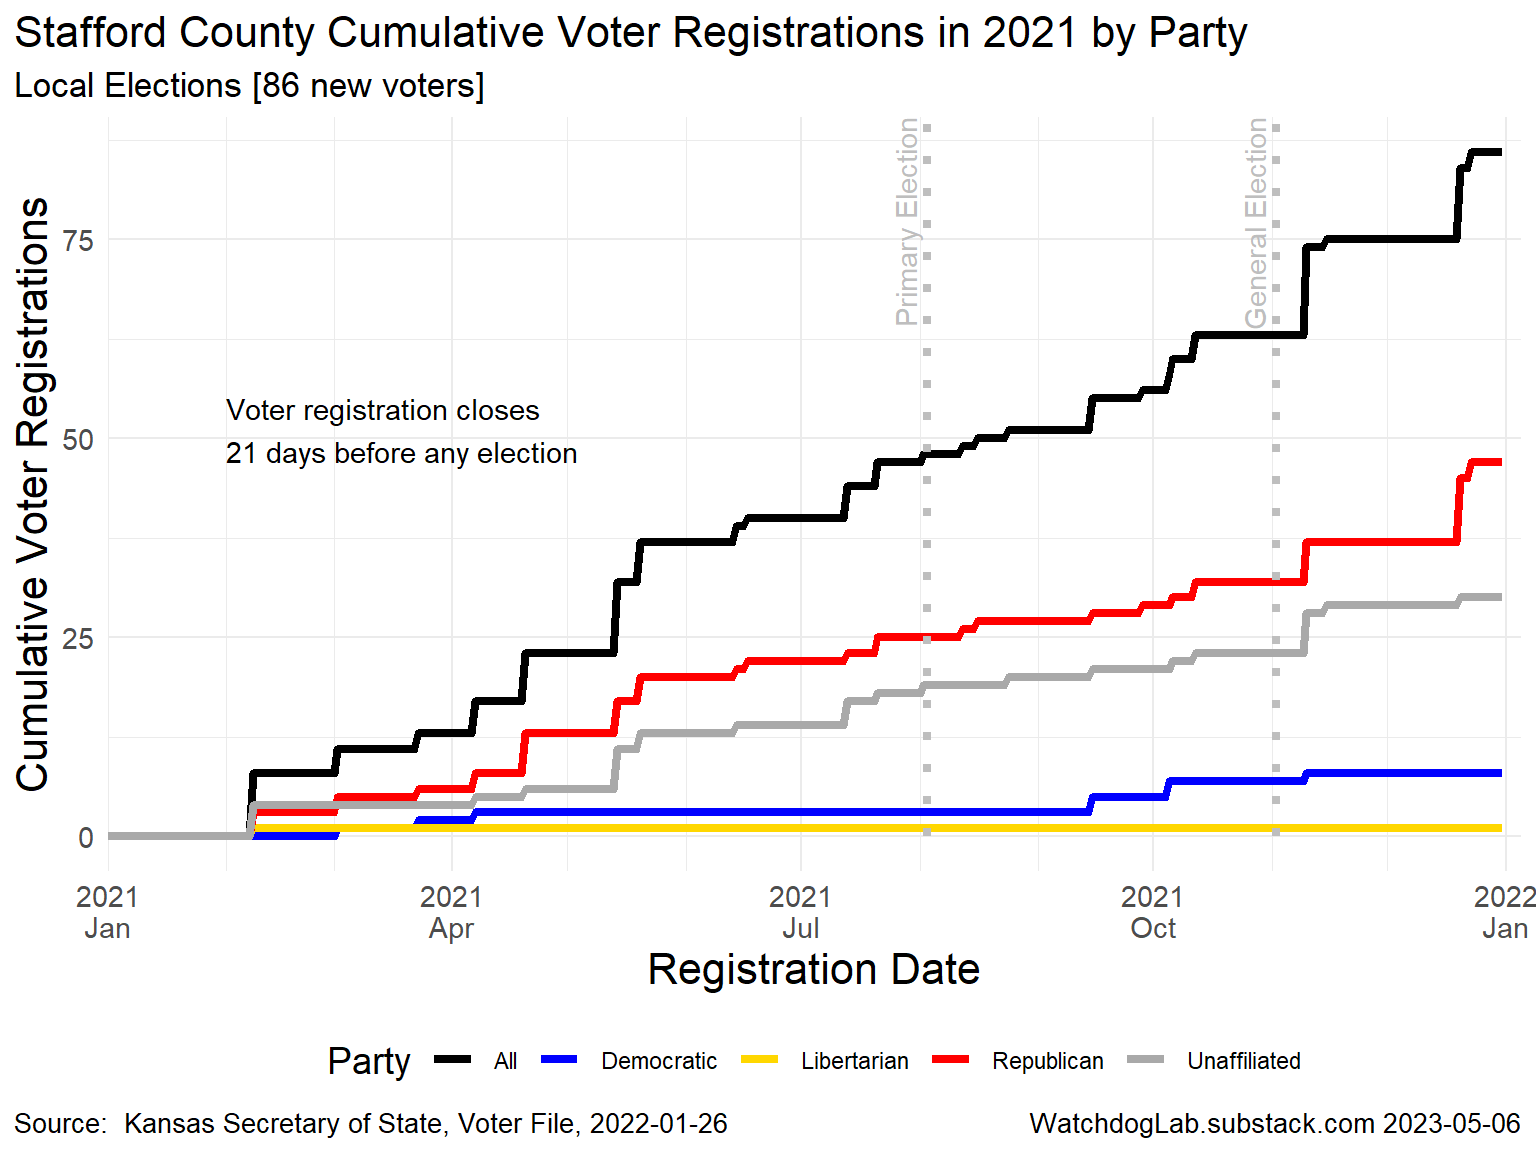 Stafford County Cumulative Voter Registrations in 2021 by Party
Local Elections [86 new voters]
Cumulative Voter Registrations
75
50
25
0
Voter registration closes
21 days before any election
Primary Election
General Election
2021
Jan
2021
Apr
2021
Jul
2021
Oct
2022
Jan
Registration Date
Party All Democratic Libertarian Republican Unaffiliated
Source:  Kansas Secretary of State, Voter File, 2022-01-26
WatchdogLab.substack.com 2023-05-06